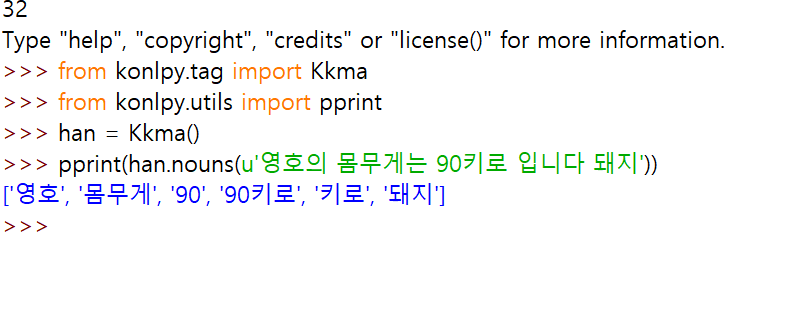 32
Type "help", "copyright", "credits" or "license()" for more information.
>>> from konlpy.tag import Kkma
>>> from konlpy.utils import pprint
>>> han = Kkma()
>>> pprint(han.nouns(u'영호의 몸무게는 90키로 입니다 돼지'))
['영호', '몸무게', '90', '90키로', '키로', '돼지']
>>>